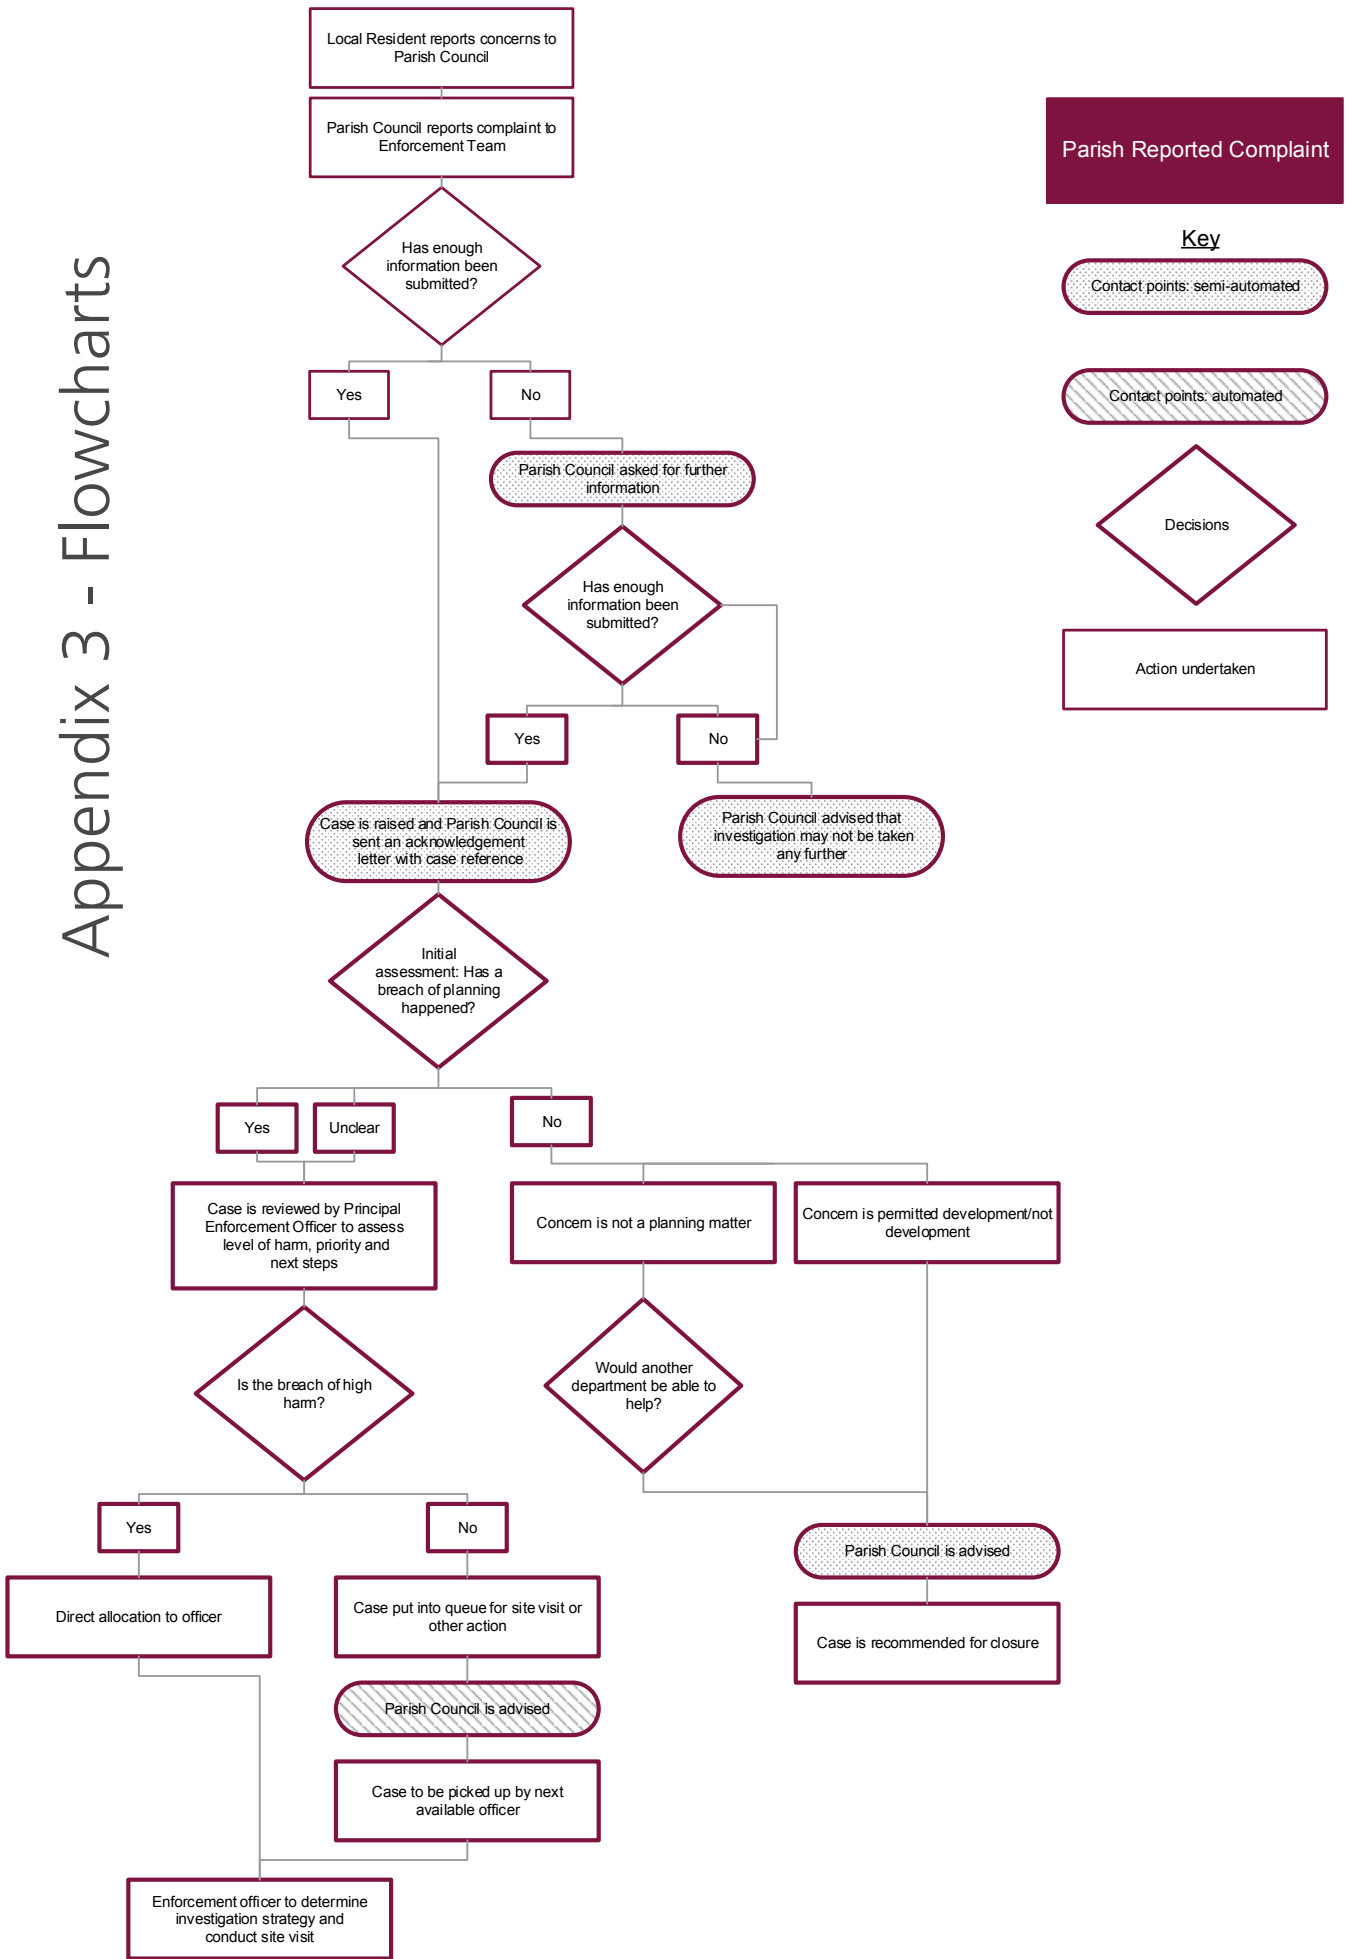 Appendix 3 - Flowcharts
Parish Reported Complaint
Key
Contact points: semi-automated
Contact points: automated
Decisions
Action undertaken
Local Resident reports concerns to
Parish Council
Parish Council reports complaint to
Enforcement Team
Has enough
information been
submitted?
Yes
No
Parish Council asked for further
information
Has enough
information been
submitted?
Yes
No
Case is raised and Parish Council is
sent an acknowledgement
letter with case reference
Parish Council advised that
investigation may not be taken
any further
Initial
assessment: Has a
breach of planning
happened?
Yes
Unclear
No
Case is reviewed by Principal
Enforcement Officer to assess
level of harm, priority and
next steps
Concern is not a planning matter
Concern is permitted development/not
development
Is the breach of high
harm?
Would another
department be able to
help?
Yes
No
Parish Council is advised
Direct allocation to officer
Case put into queue for site visit or
other action
Case is recommended for closure
Parish Council is advised
Case to be picked up by next
available officer
Enforcement officer to determine
investigation strategy and
conduct site visit